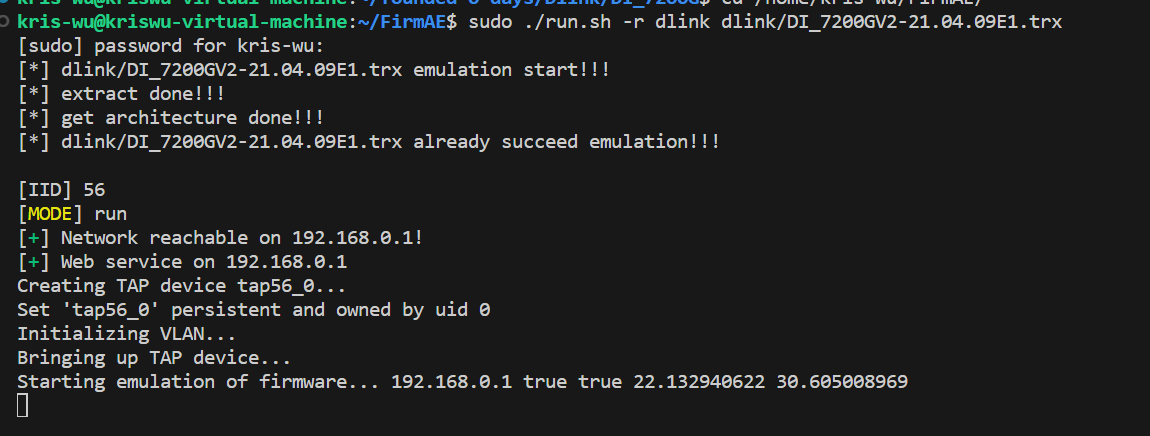 kris-wu@kriswu-virtual-machine:~/FirmAE$ sudo ./run.sh -r dlink dlink/DI_7200GV2-21.04.09E1.trx
[sudo] password for kris-wu:
[*] dlink/DI_7200GV2-21.04.09E1.trx emulation start!!!
[*] extract done!!!
[*] get architecture done!!!
[*] dlink/DI_7200GV2-21.04.09E1.trx already succeed emulation!!!
[IID] 56
[MODE] run
[+] Network reachable on 192.168.0.1!
[+] Web service on 192.168.0.1
Creating TAP device tap56_0...
Set 'tap56_0' persistent and owned by uid 0
Initializing VLAN...
Bringing up TAP device...
Starting emulation of firmware... 192.168.0.1 true true 22.132940622 30.605008969